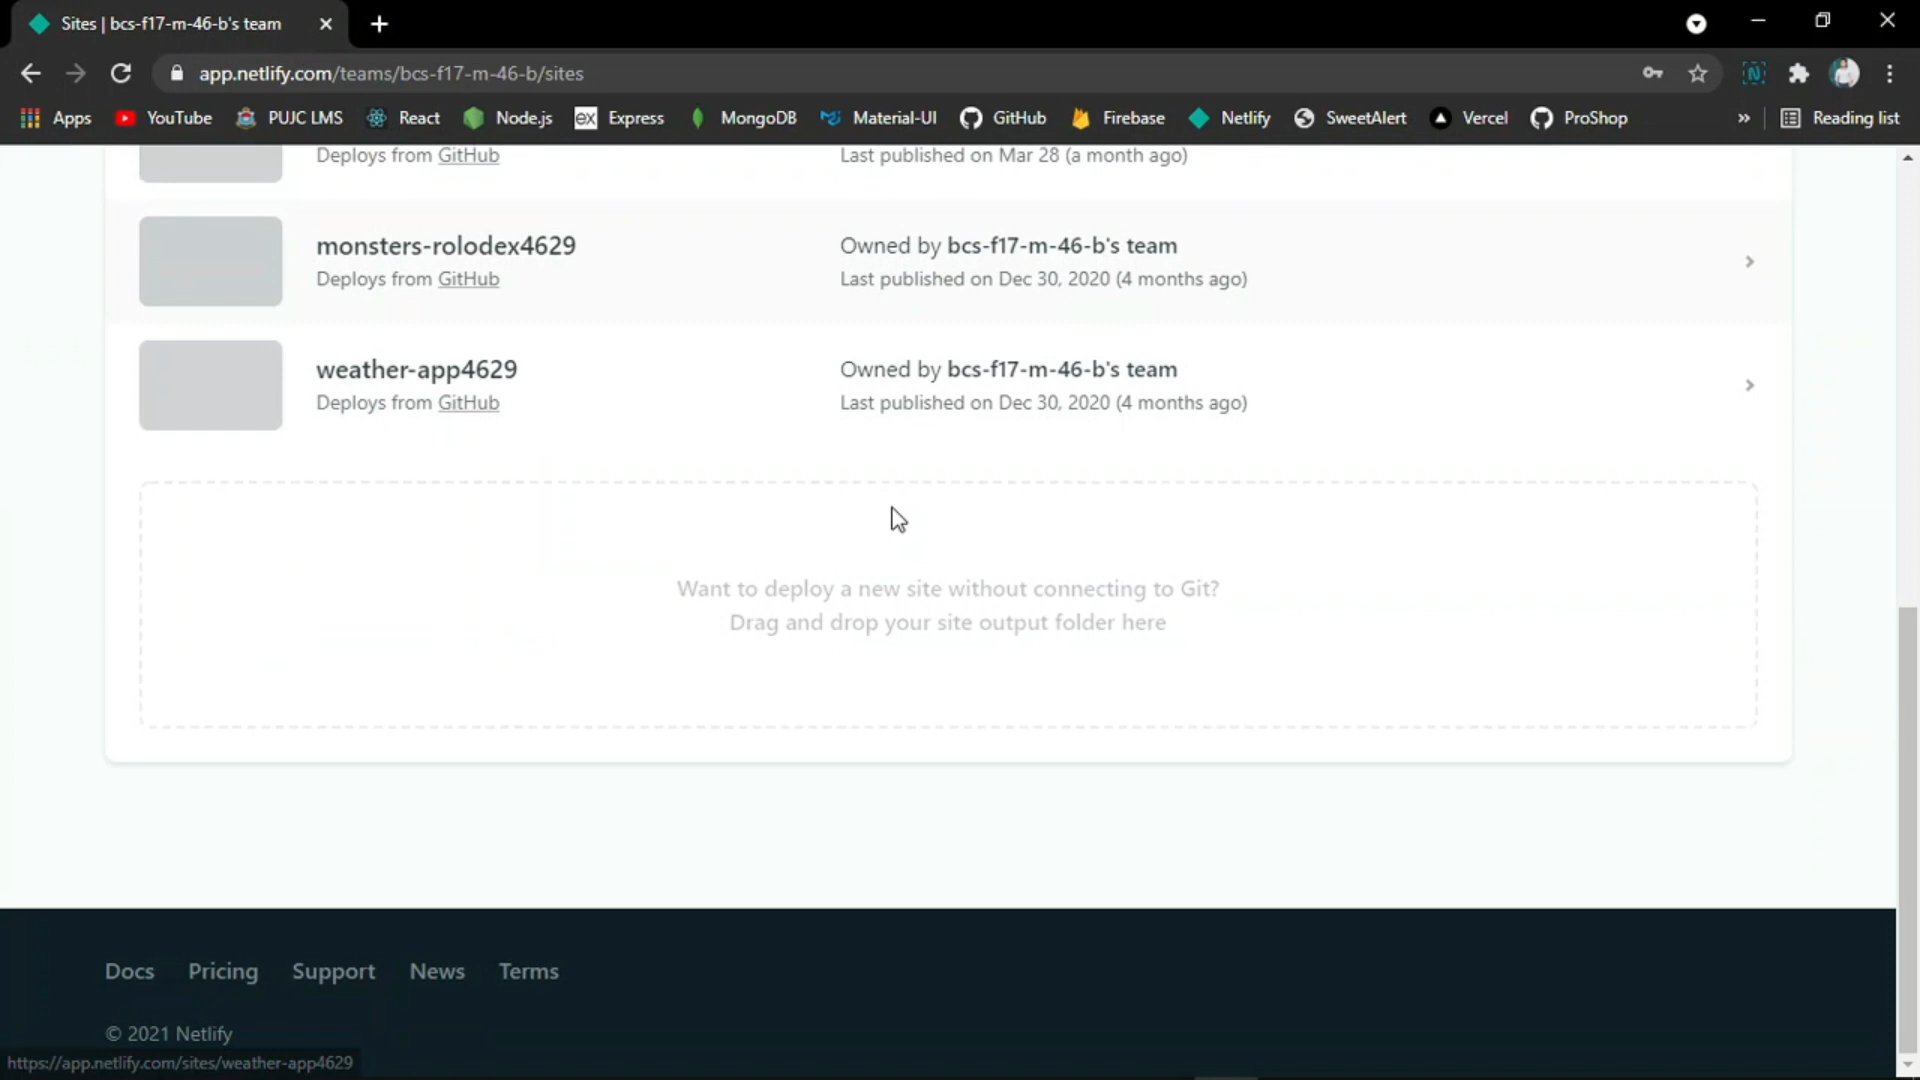 Sites | bcs-f17-m-46-b's team
app.netlify.com/teams/bcs-f17-m-46-b/sites
Apps YouTube PUJC LMS React Node.js ex Express MongoDB Material-UI GitHub Firebase Netlify SweetAlert Vercel ProShop » Reading list
Deploys from GitHub Last published on Mar 28 (a month ago)
monsters-rolodex4629 Owned by bcs-f17-m-46-b's team
Deploys from GitHub Last published on Dec 30, 2020 (4 months ago)
weather-app4629 Owned by bcs-f17-m-46-b's team
Deploys from GitHub Last published on Dec 30, 2020 (4 months ago)
Want to deploy a new site without connecting to Git?
Drag and drop your site output folder here
Docs Pricing Support News Terms
© 2021 Netlify
https://app.netlify.com/sites/weather-app4629